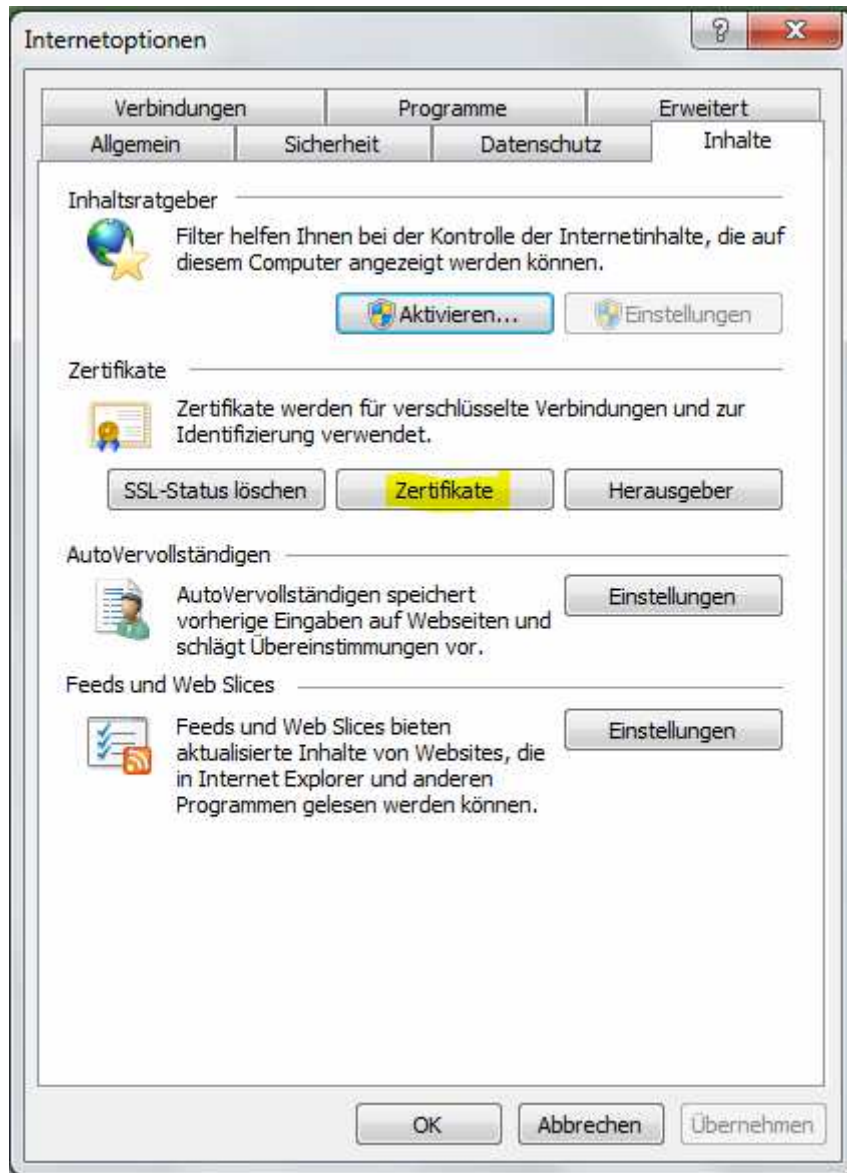 Internetoptionen
Verbindungen Programme Erweitert
Allgemein Sicherheit Datenschutz Inhalte
Inhaltsratgeber
Filter helfen Ihnen bei der Kontrolle der Internetinhalte, die auf
diesem Computer angezeigt werden können.
Aktivieren... Einstellungen
Zertifikate
Zertifikate werden für verschlüsselte Verbindungen und zur
Identifizierung verwendet.
SSL-Status löschen Zertifikate Herausgeber
AutoVervollständigen
AutoVervollständigen speichert
vorherige Eingaben auf Webseiten und
schlägt Übereinstimmungen vor.
Einstellungen
Feeds und Web Slices
Feeds und Web Slices bieten
aktualisierte Inhalte von Websites, die
in Internet Explorer und anderen
Programmen gelesen werden können.
Einstellungen
OK Abbrechen Übernehmen